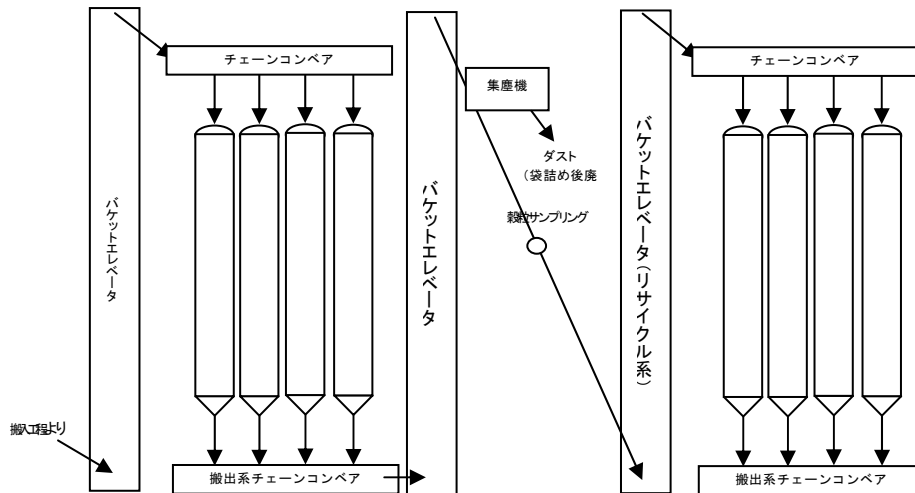 チェーンコンベア
チェーンコンベア
集塵機
ダスト
(袋詰め後廃
穀粒サンプリング
バケットエレベータ
バケットエレベータ
バケットエレベータ(リサイクル系)
搬入工程より
搬出系チェーンコンベア
搬出系チェーンコンベア